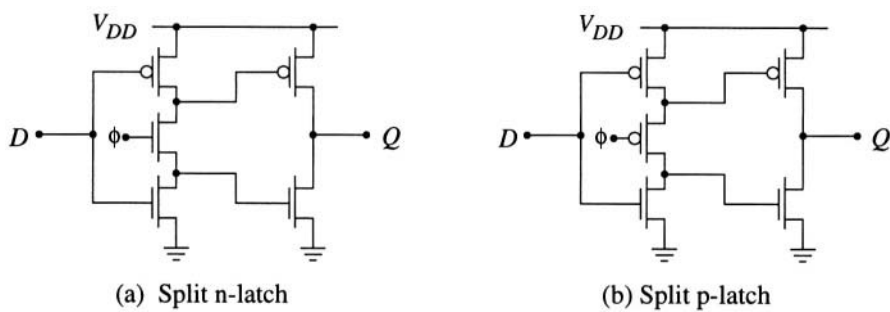 V_DD
D
ϕ
Q
(a) Split n-latch
V_DD
D
ϕ
Q
(b) Split p-latch